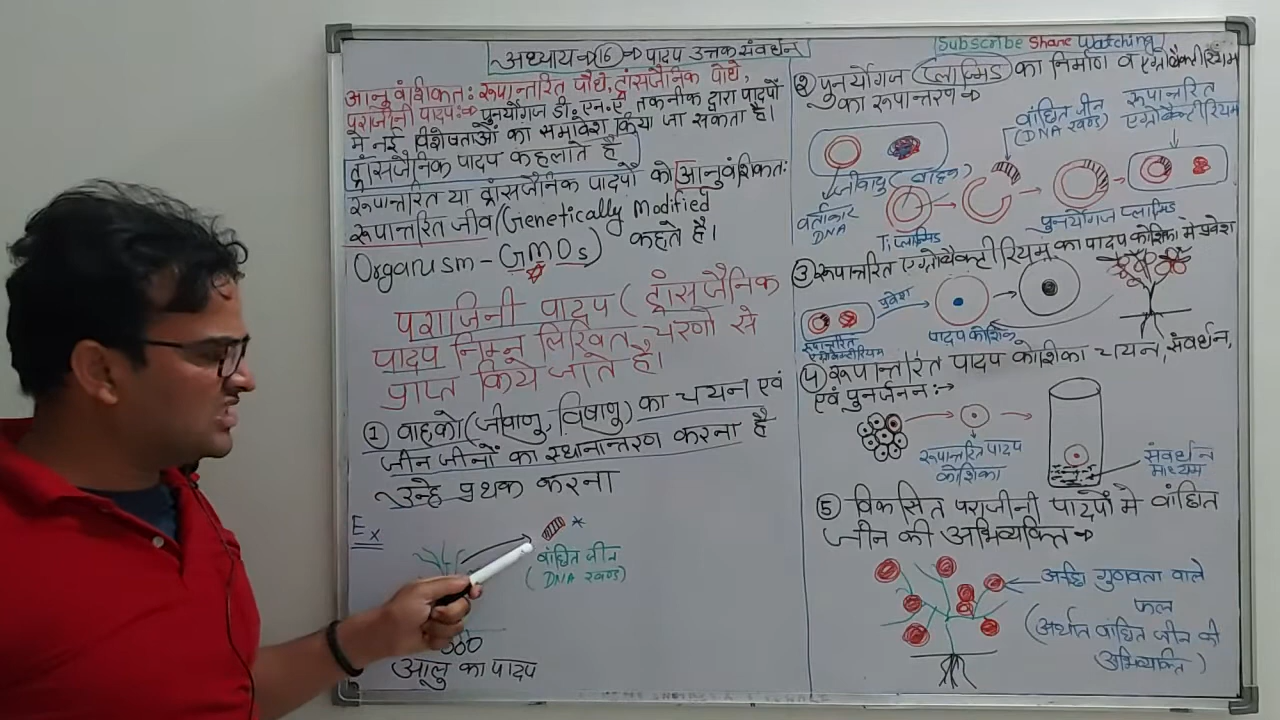 अध्याय→(16)⇒ पादप उत्तक संवर्धन
आनुवंशिकतः रूपान्तरित पौधे, ट्रांसजैनिक पौधे,
पराजीनी पादपः⇒ पुनर्योगज डी. एन. ए. तकनीक द्वारा पादपों
मे नई विशेषताओं का समावेश किया जा सकता है।
ट्रांसजैनिक पादप कहलाते है
रूपान्तरित या ट्रांसजैनिक पादपों को आनुवंशिकतः
रूपान्तरित जीव (Genetically Modified
Organism - GMOs) कहते है।
पराजिनी पादप ( ट्रांसजैनिक
पादप निम्न लिखित चरणों से
प्राप्त किये जाते है।
① वाहको (जीवाणु, विषाणु) का चयन एवं
जीन जीनों का स्थानान्तरण करना है
उन्हे प्रथक करना
Ex
*
वांछित जीन
(DNA खण्ड)
आलु का पादप
Subscribe Share Watching
② पुनर्योगज प्लाज्मिड का निर्माण व एग्रोबैक्टीरियम
का रूपान्तरण ⇒
वांछित जीन
(DNA खण्ड)
रूपान्तरित
एग्रोबैक्टीरियम
जीवाणु (वाहक)
वर्तुाकार
DNA
Ti प्लाज्मिड
पुनर्योगज प्लाज्मिड
③ रूपान्तरित एग्रोबैक्टीरियम का पादप कोशिका मे प्रवेश
प्रवेश
रूपान्तरित
एग्रोबैक्टीरियम
पादप कोशिका
④ रूपान्तरित पादप कोशिका चयन, संवर्धन,
एवं पुनर्जनन :→
रूपान्तरित पादप
कोशिका
संवर्धन
माध्यम
⑤ विकसित पराजीनी पादपों मे वांछित
जीन की अभिव्यक्ति ⇒
अच्छि गुणवता वाले
फल
(अर्थात वांछित जीन की
अभिव्यक्ति)